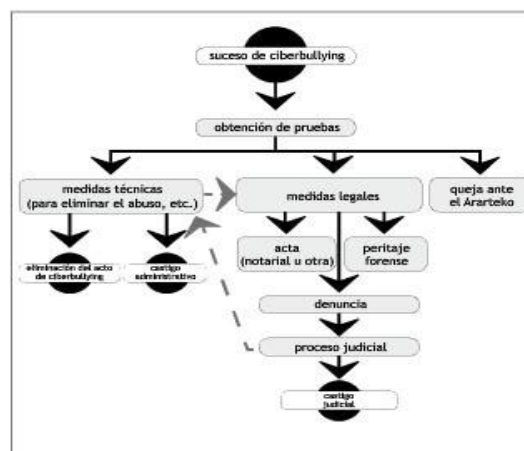 suceso de ciberbullying
obtención de pruebas
medidas técnicas
(para eliminar el abuso, etc.)
medidas legales
queja ante
el Ararteko
eliminación del acto
de ciberbullying
castigo
administrativo
acta
(notarial u otra)
peritaje
forense
denuncia
proceso judicial
castigo
judicial